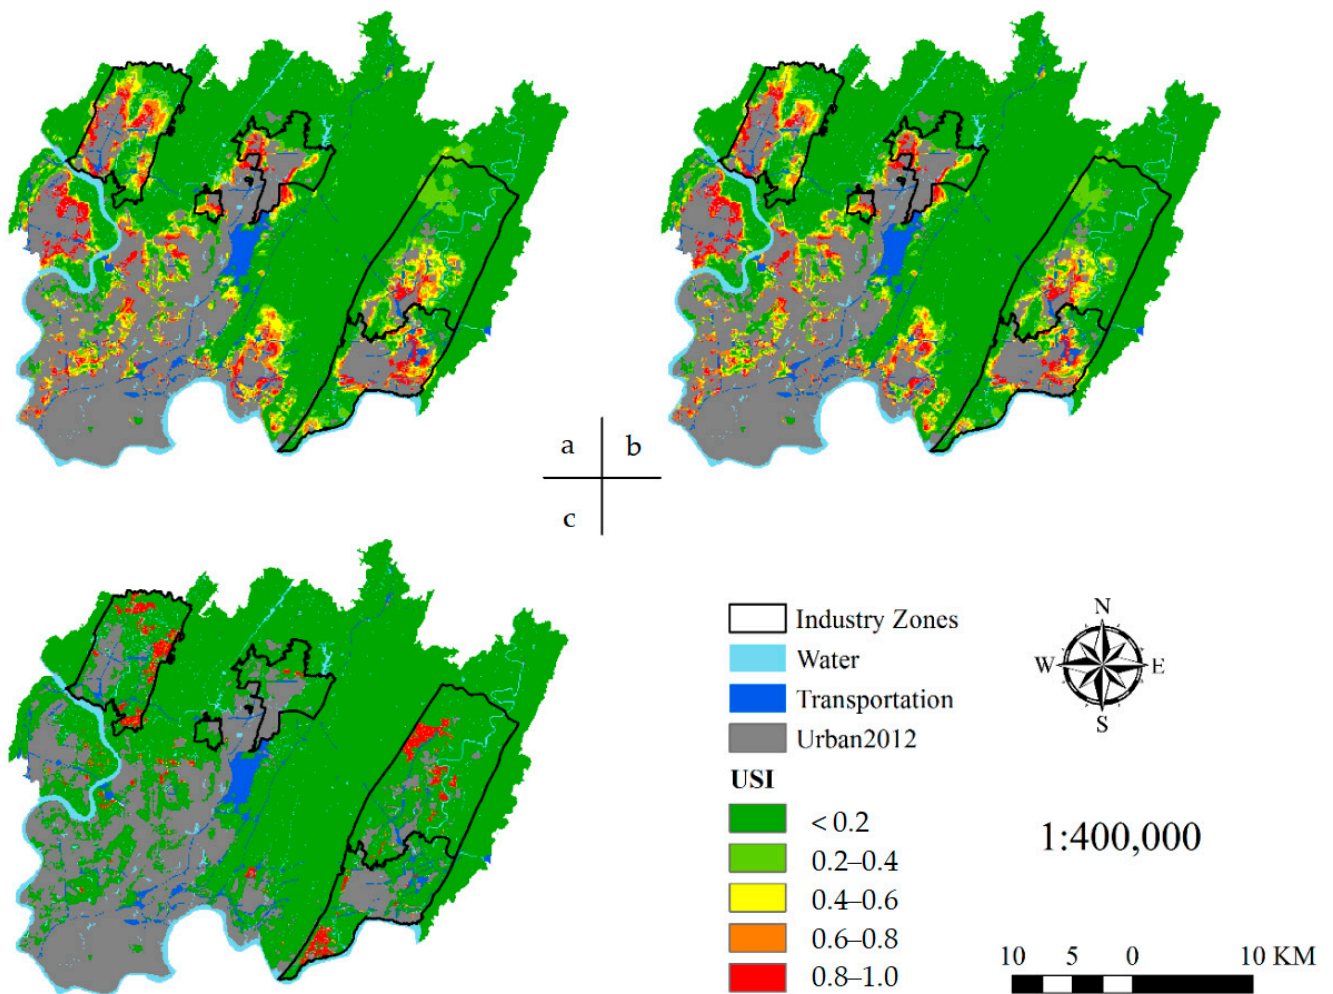 a b
c
Industry Zones
Water
Transportation
Urban2012
USI
< 0.2
0.2–0.4
0.4–0.6
0.6–0.8
0.8–1.0
N
W E
S
1:400,000
10 5 0 10 KM